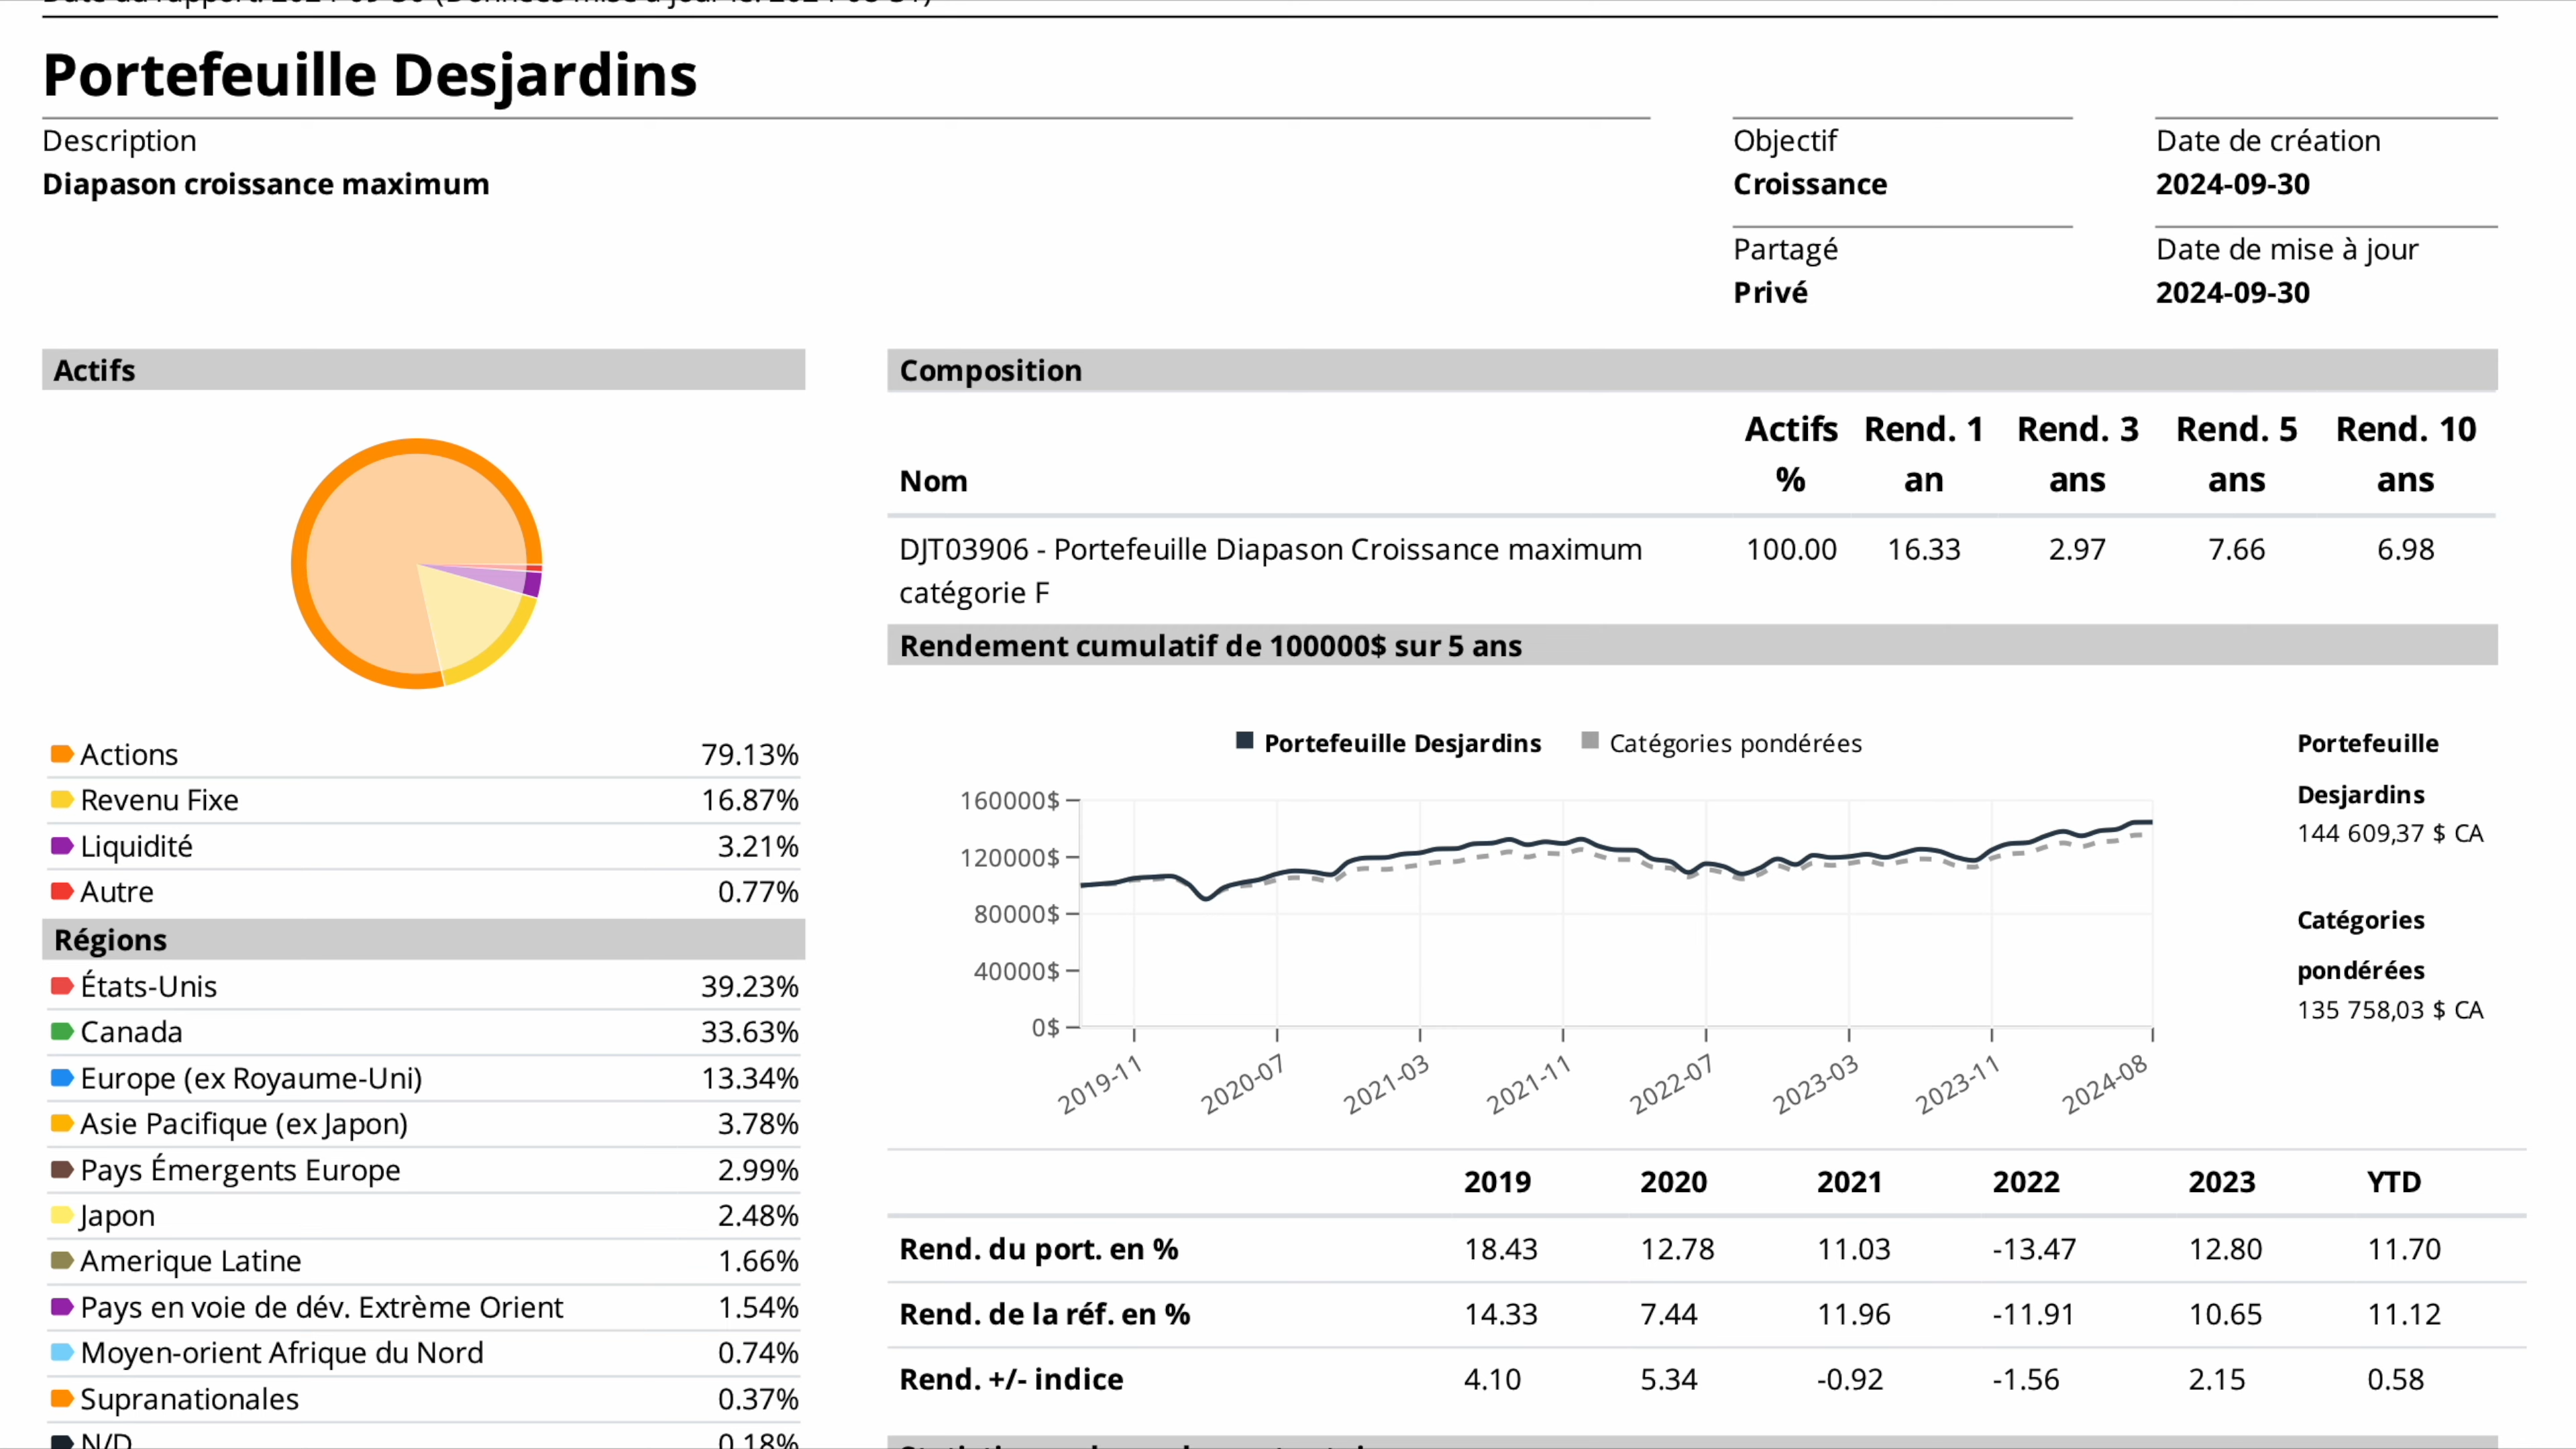 Portefeuille Desjardins
Description
Diapason croissance maximum
Objectif
Croissance
Date de création
2024-09-30
Partagé
Privé
Date de mise à jour
2024-09-30
Actifs
Actions 79.13%
Revenu Fixe 16.87%
Liquidité 3.21%
Autre 0.77%
Régions
États-Unis 39.23%
Canada 33.63%
Europe (ex Royaume-Uni) 13.34%
Asie Pacifique (ex Japon) 3.78%
Pays Émergents Europe 2.99%
Japon 2.48%
Amerique Latine 1.66%
Pays en voie de dév. Extrème Orient 1.54%
Moyen-orient Afrique du Nord 0.74%
Supranationales 0.37%
N/D 0.18%
Composition
Nom Actifs % Rend. 1 an Rend. 3 ans Rend. 5 ans Rend. 10 ans
DJT03906 - Portefeuille Diapason Croissance maximum 100.00 16.33 2.97 7.66 6.98
catégorie F
Rendement cumulatif de 100000$ sur 5 ans
Portefeuille Desjardins Catégories pondérées
160000$
120000$
80000$
40000$
0$
2019-11 2020-07 2021-03 2021-11 2022-07 2023-03 2023-11 2024-08
Portefeuille
Desjardins
144 609,37 $ CA
Catégories
pondérées
135 758,03 $ CA
2019 2020 2021 2022 2023 YTD
Rend. du port. en % 18.43 12.78 11.03 -13.47 12.80 11.70
Rend. de la réf. en % 14.33 7.44 11.96 -11.91 10.65 11.12
Rend. +/- indice 4.10 5.34 -0.92 -1.56 2.15 0.58